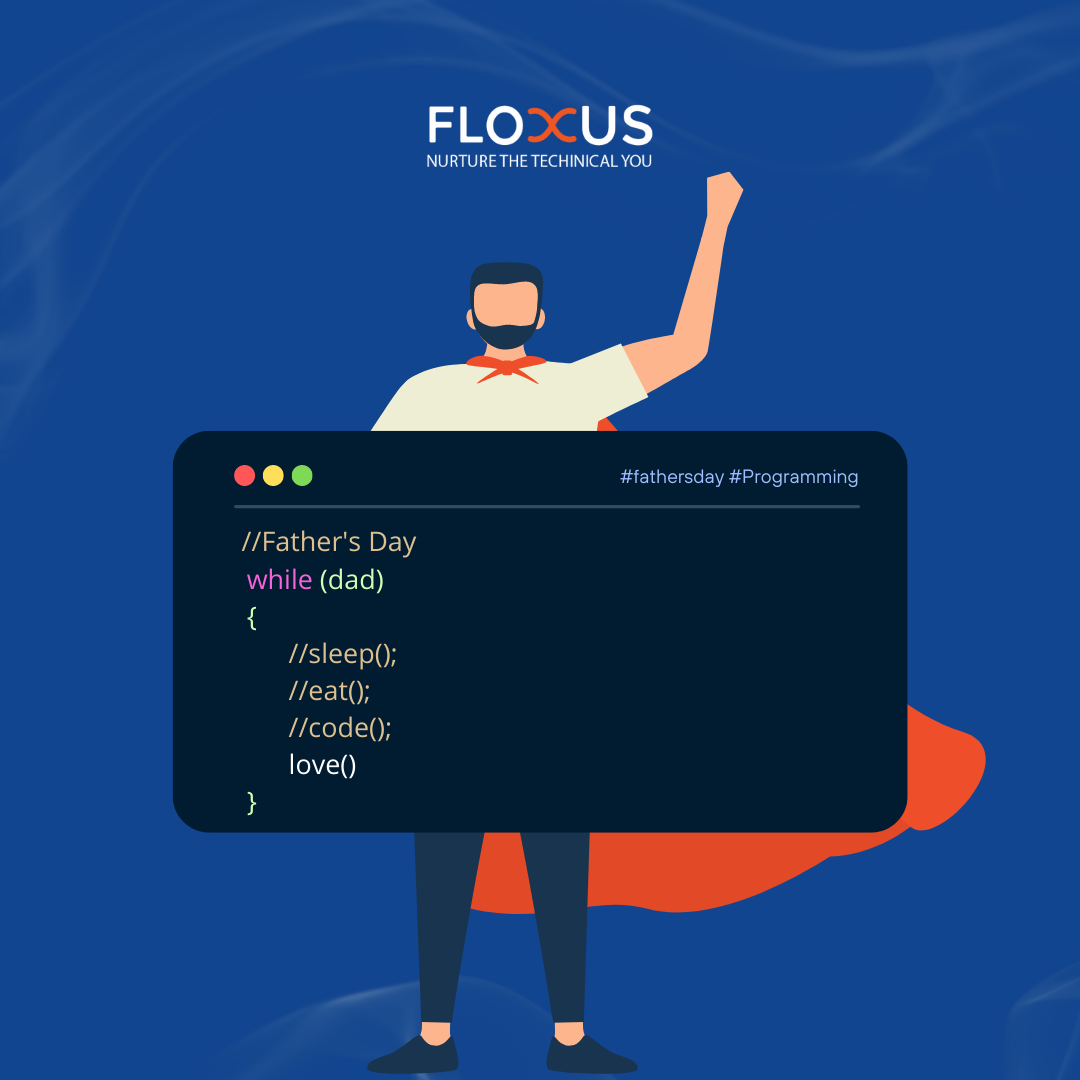 FLOXUS
NURTURE THE TECHINICAL YOU
#fathersday #Programming
//Father's Day
while (dad)
{
//sleep();
//eat();
//code();
love()
}